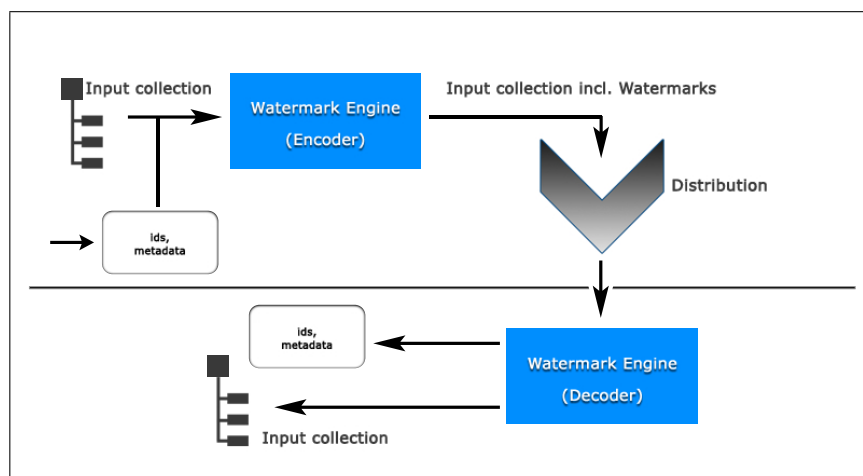 Input collection
Watermark Engine
(Encoder)
Input collection incl. Watermarks
Distribution
ids,
metadata
ids,
metadata
Watermark Engine
(Decoder)
Input collection